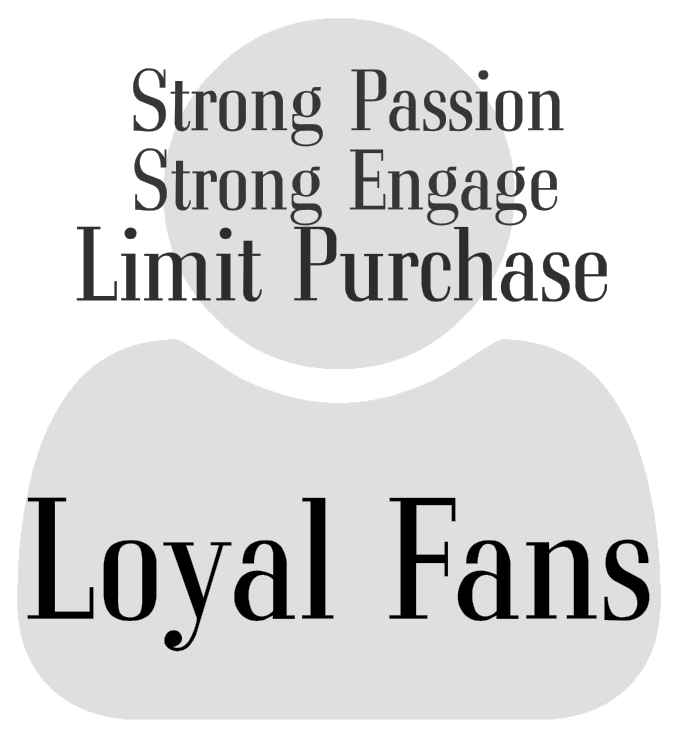 Strong Passion
Strong Engage
Limit Purchase
Loyal Fans